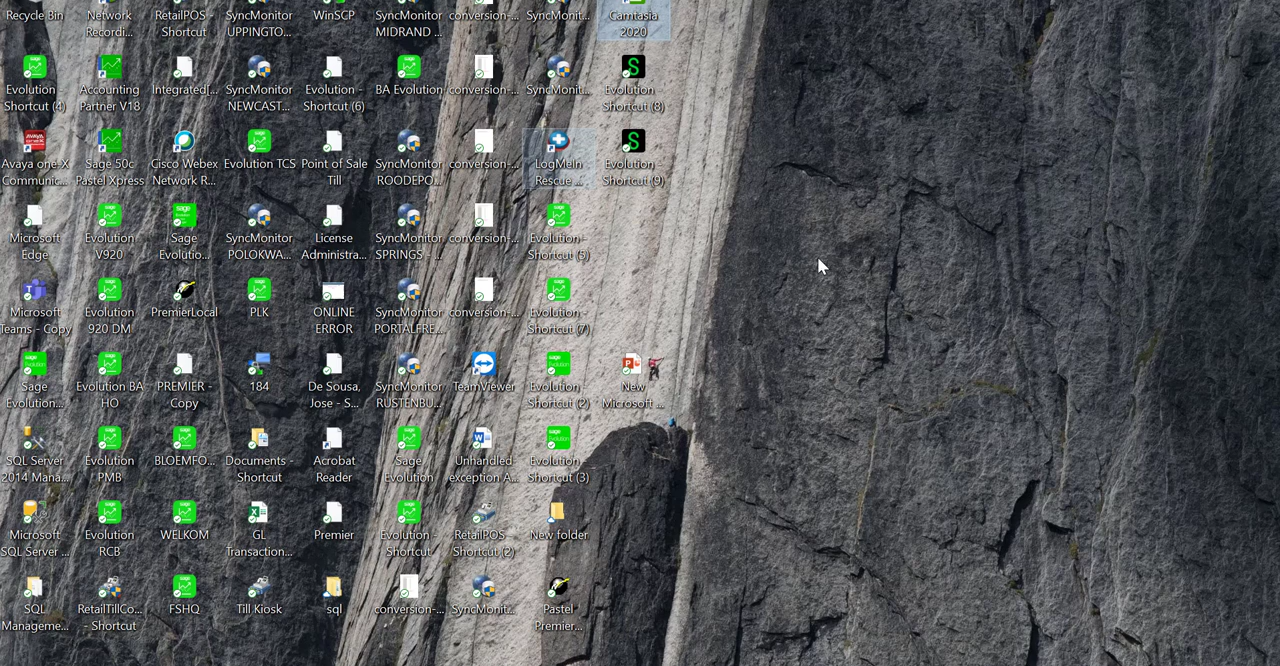 Recycle Bin
Network
Recordi...
RetailPOS -
Shortcut
SyncMonitor
UPPINGTO...
WinSCP
SyncMonitor
MIDRAND ...
conversion-...
SyncMonit...
Camtasia
2020
Evolution
Shortcut (4)
Accounting
Partner V18
Integrated[...
SyncMonitor
NEWCAST...
Evolution -
Shortcut (6)
BA Evolution
conversion-...
SyncMonit...
Evolution -
Shortcut (8)
Avaya one-X
Communic...
Sage 50c
Pastel Xpress
Cisco Webex
Network R...
Evolution TCS
Point of Sale
Till
SyncMonitor
ROODEPO...
conversion-...
LogMeIn
Rescue ...
Evolution -
Shortcut (9)
Microsoft
Edge
Evolution
V920
Sage
Evolutio...
SyncMonitor
POLOKWA...
License
Administra...
SyncMonitor
SPRINGS - ...
conversion-...
Evolution -
Shortcut (5)
Microsoft
Teams - Copy
Evolution
920 DM
PremierLocal
PLK
ONLINE
ERROR
SyncMonitor
PORTALFRE...
conversion-...
Evolution -
Shortcut (7)
Sage
Evolution...
Evolution BA
HO
PREMIER -
Copy
184
De Sousa,
Jose - S...
SyncMonitor
RUSTENBU...
TeamViewer
Evolution -
Shortcut (2)
New
Microsoft ...
SQL Server
2014 Mana...
Evolution
PMB
BLOEMFO...
Documents -
Shortcut
Acrobat
Reader
Sage
Evolution
Unhandled
exception A...
Evolution -
Shortcut (3)
Microsoft
SQL Server ...
Evolution
RCB
WELKOM
GL
Transaction...
Premier
Evolution -
Shortcut
RetailPOS -
Shortcut (2)
New folder
SQL
Manageme...
RetailTillCo...
- Shortcut
FSHQ
Till Kiosk
sql
conversion-...
SyncMonit...
Pastel
Premier...